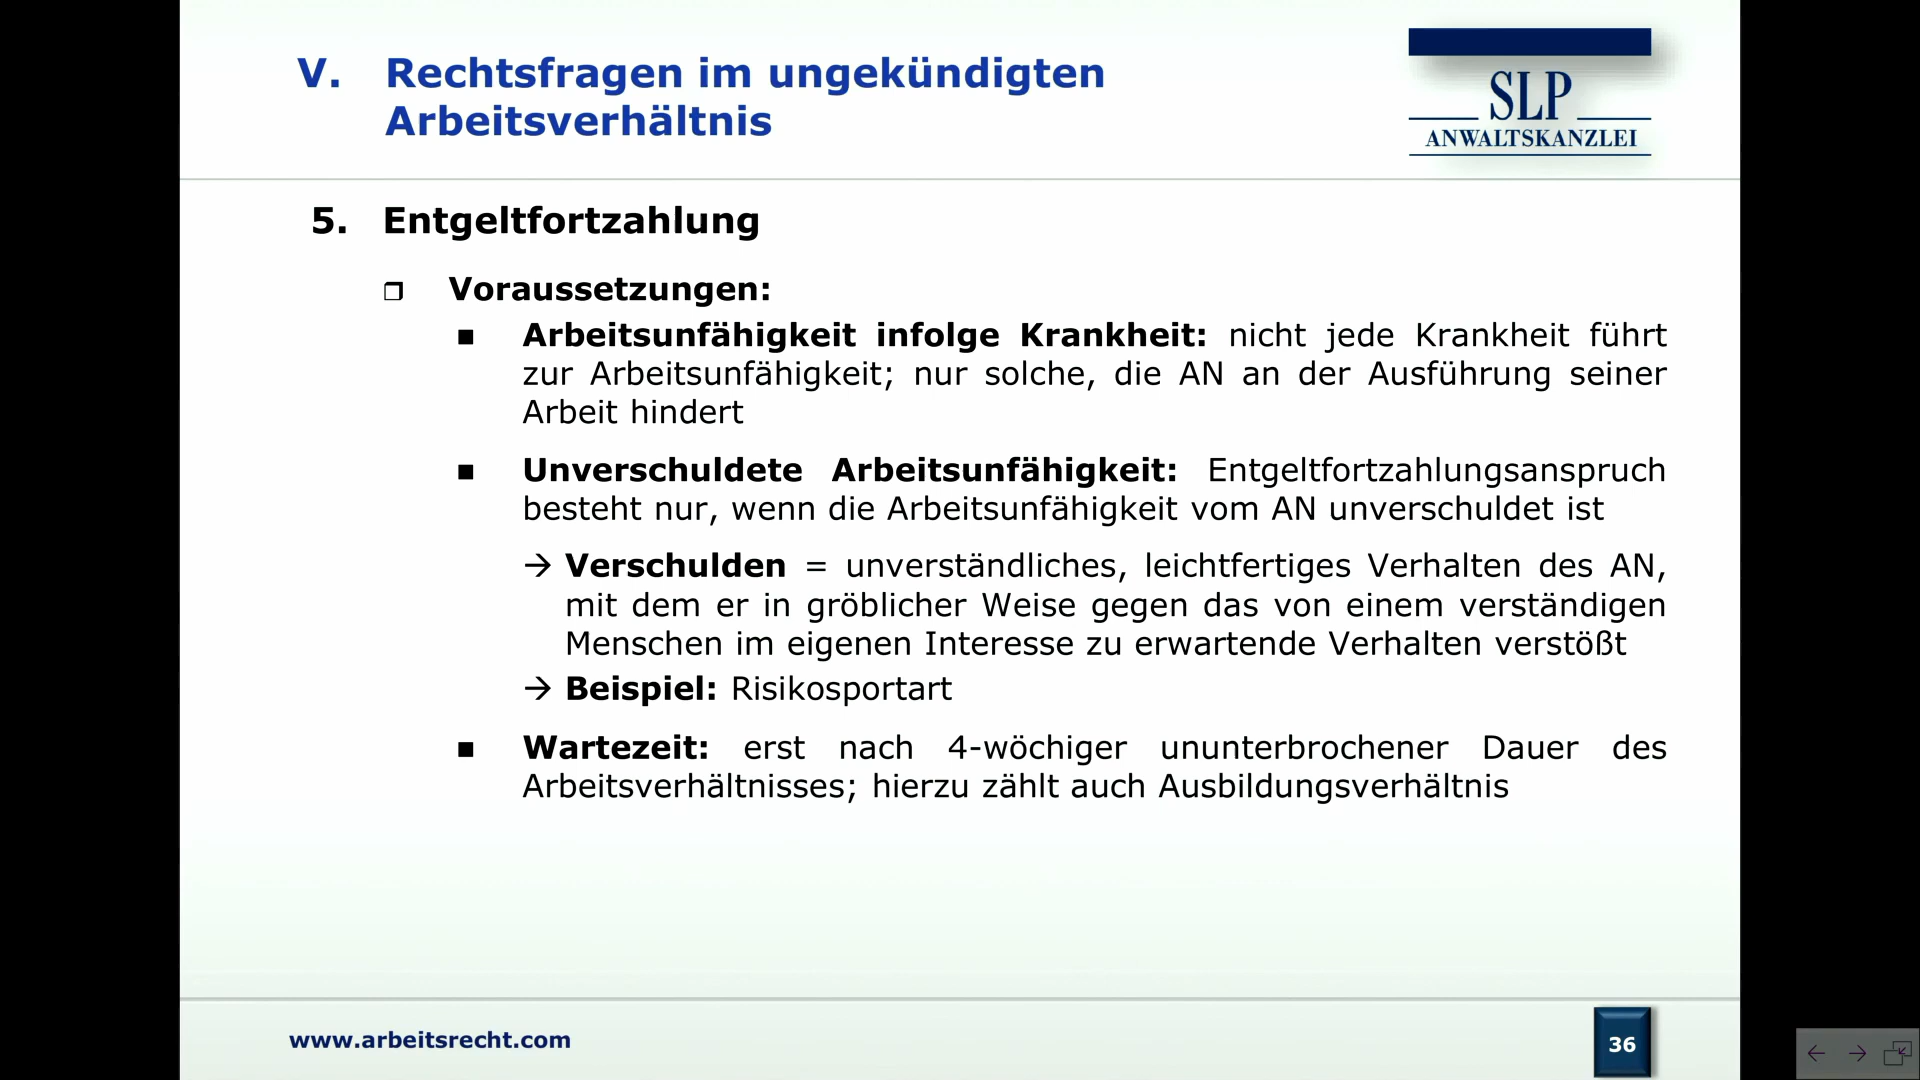 V. Rechtsfragen im ungekündigten
Arbeitsverhältnis
SLP
ANWALTSKANZLEI
5. Entgeltfortzahlung
Voraussetzungen:
Arbeitsunfähigkeit infolge Krankheit: nicht jede Krankheit führt
zur Arbeitsunfähigkeit; nur solche, die AN an der Ausführung seiner
Arbeit hindert
Unverschuldete Arbeitsunfähigkeit: Entgeltfortzahlungsanspruch
besteht nur, wenn die Arbeitsunfähigkeit vom AN unverschuldet ist
→ Verschulden = unverständliches, leichtfertiges Verhalten des AN,
mit dem er in gröblicher Weise gegen das von einem verständigen
Menschen im eigenen Interesse zu erwartende Verhalten verstößt
→ Beispiel: Risikosportart
Wartezeit: erst nach 4-wöchiger ununterbrochener Dauer des
Arbeitsverhältnisses; hierzu zählt auch Ausbildungsverhältnis
www.arbeitsrecht.com
36